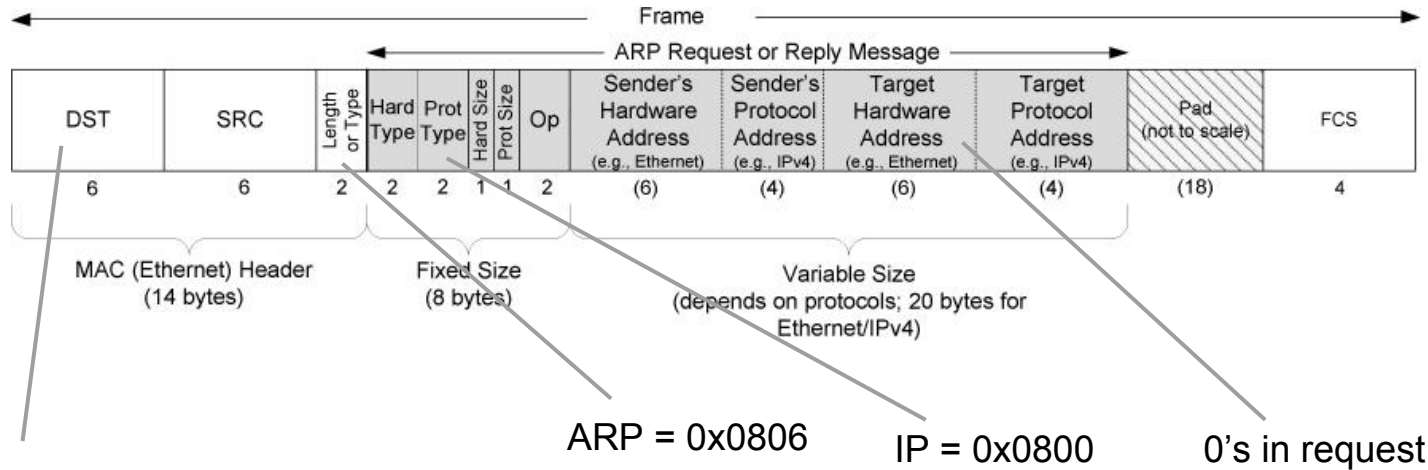 Frame
ARP Request or Reply Message
DST
SRC
Length
or Type
Hard
Type
Prot
Type
Hard Size
Prot Size
Op
Sender's
Hardware
Address
(e.g., Ethernet)
Sender's
Protocol
Address
(e.g., IPv4)
Target
Hardware
Address
(e.g., Ethernet)
Target
Protocol
Address
(e.g., IPv4)
Pad
(not to scale)
FCS
6 6 2 2 2 1 1 2 (6) (4) (6) (4) (18) 4
MAC (Ethernet) Header
(14 bytes)
Fixed Size
(8 bytes)
Variable Size
(depends on protocols; 20 bytes for
Ethernet/IPv4)
ARP = 0x0806
IP = 0x0800
0's in request